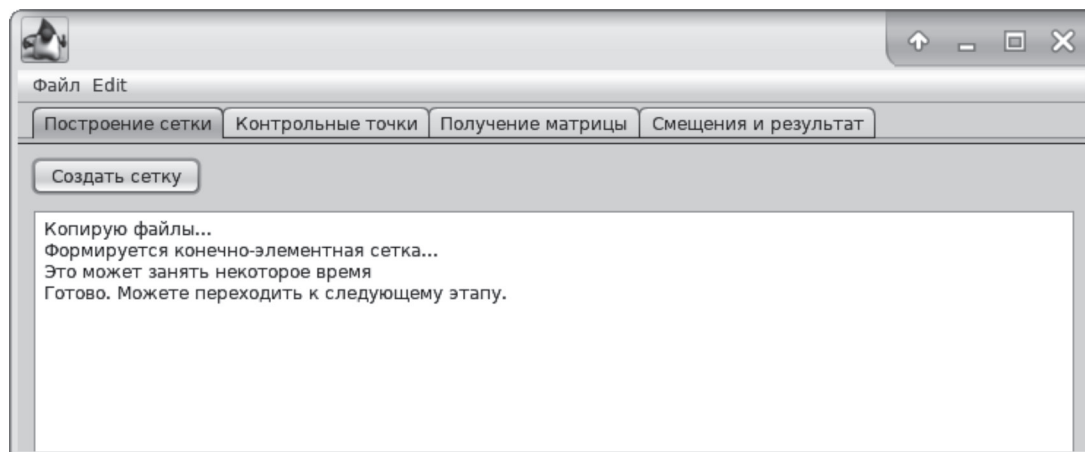 Файл Edit
Построение сетки Контрольные точки Получение матрицы Смещения и результат
Создать сетку
Копирую файлы...
Формируется конечно-элементная сетка...
Это может занять некоторое время
Готово. Можете переходить к следующему этапу.